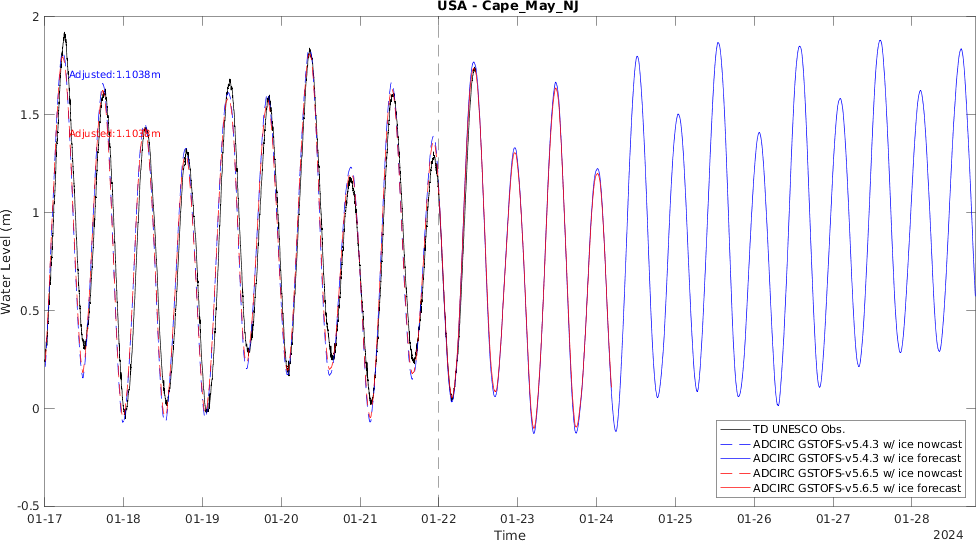 USA - Cape_May_NJ
2
1.5
1
0.5
0
-0.5
Water Level (m)
Adjusted:1.1038m
Adjusted:1.1038m
TD UNESCO Obs.
ADCIRC GSTOFS-v5.4.3 w/ ice nowcast
ADCIRC GSTOFS-v5.4.3 w/ ice forecast
ADCIRC GSTOFS-v5.6.5 w/ ice nowcast
ADCIRC GSTOFS-v5.6.5 w/ ice forecast
01-17 01-18 01-19 01-20 01-21 01-22 01-23 01-24 01-25 01-26 01-27 01-28
Time
2024